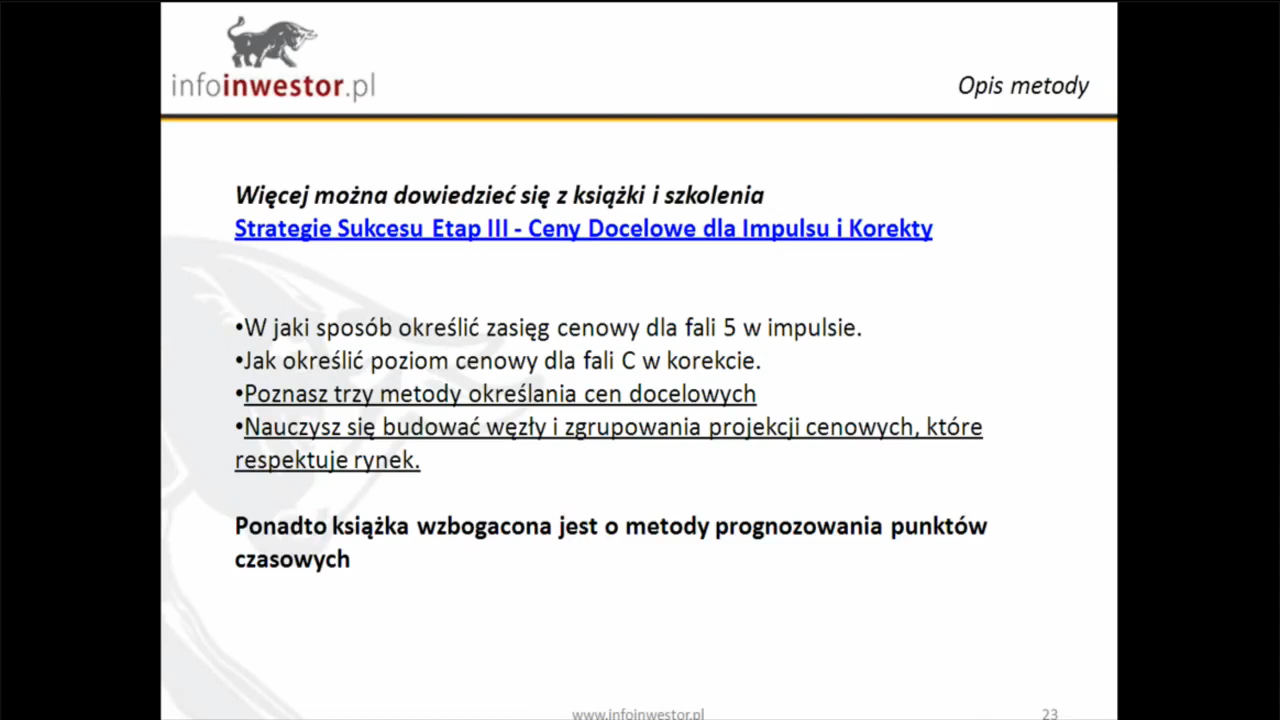 infoinwestor.pl
Opis metody
Więcej można dowiedzieć się z książki i szkolenia
Strategie Sukcesu Etap III - Ceny Docelowe dla Impulsu i Korekty
•W jaki sposób określić zasięg cenowy dla fali 5 w impulsie.
•Jak określić poziom cenowy dla fali C w korekcie.
•Poznasz trzy metody określania cen docelowych
•Nauczysz się budować węzły i zgrupowania projekcji cenowych, które
respektuje rynek.
Ponadto książka wzbogacona jest o metody prognozowania punktów
czasowych
www.infoinwestor.pl
23